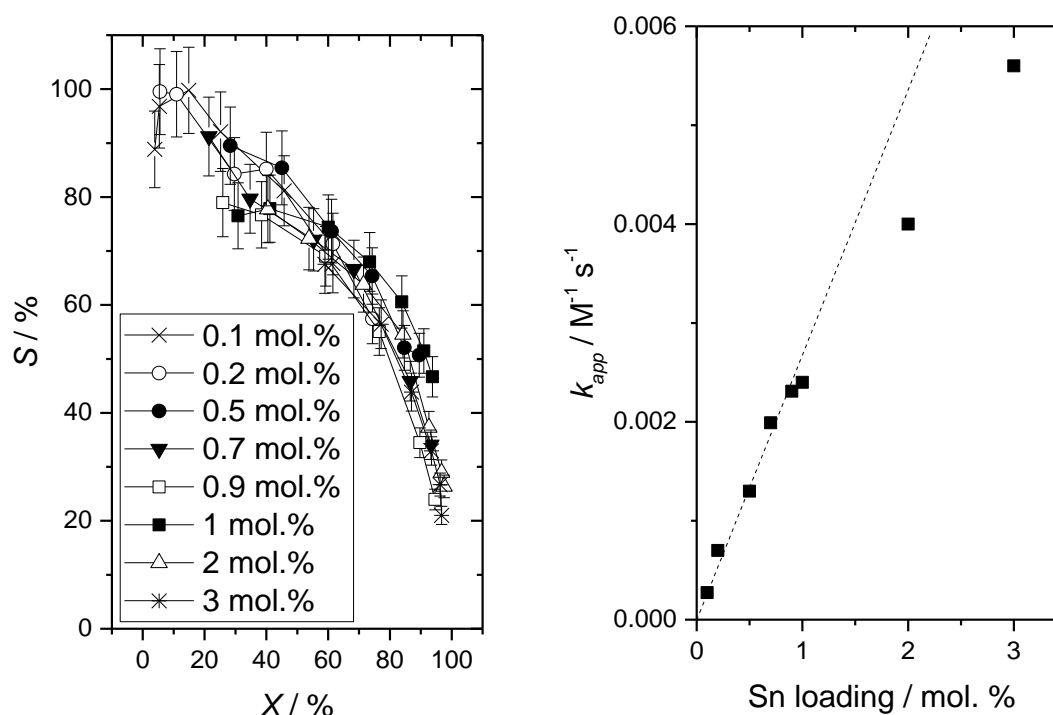 S / %
100
80
60
40
20
0
0.1 mol.%
0.2 mol.%
0.5 mol.%
0.7 mol.%
0.9 mol.%
1 mol.%
2 mol.%
3 mol.%
0 20 40 60 80 100
X / %
k_app / M⁻¹ s⁻¹
0.006
0.004
0.002
0.000
0 1 2 3
Sn loading / mol. %